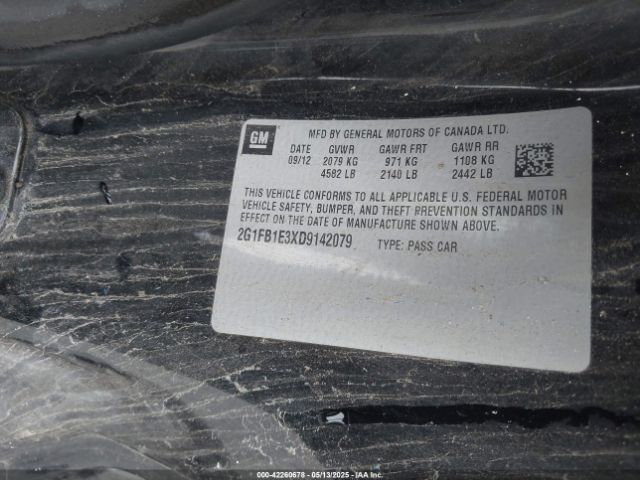 GM
MFD BY GENERAL MOTORS OF CANADA LTD.
DATE GVWR GAWR FRT GAWR RR
09/12 2079 KG 971 KG 1108 KG
4582 LB 2140 LB 2442 LB
THIS VEHICLE CONFORMS TO ALL APPLICABLE U.S. FEDERAL MOTOR
VEHICLE SAFETY, BUMPER, AND THEFT PREVENTION STANDARDS IN
EFFECT ON THE DATE OF MANUFACTURE SHOWN ABOVE.
2G1FB1E3XD9142079 TYPE: PASS CAR
000-42260678 - 05/13/2025 - IAAI.COM